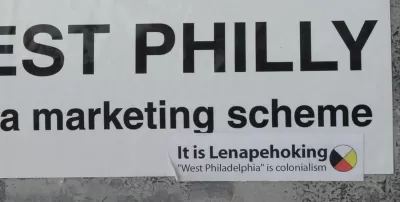 EST PHILLY
a marketing scheme
It is Lenapehoking
"West Philadelphia" is colonialism